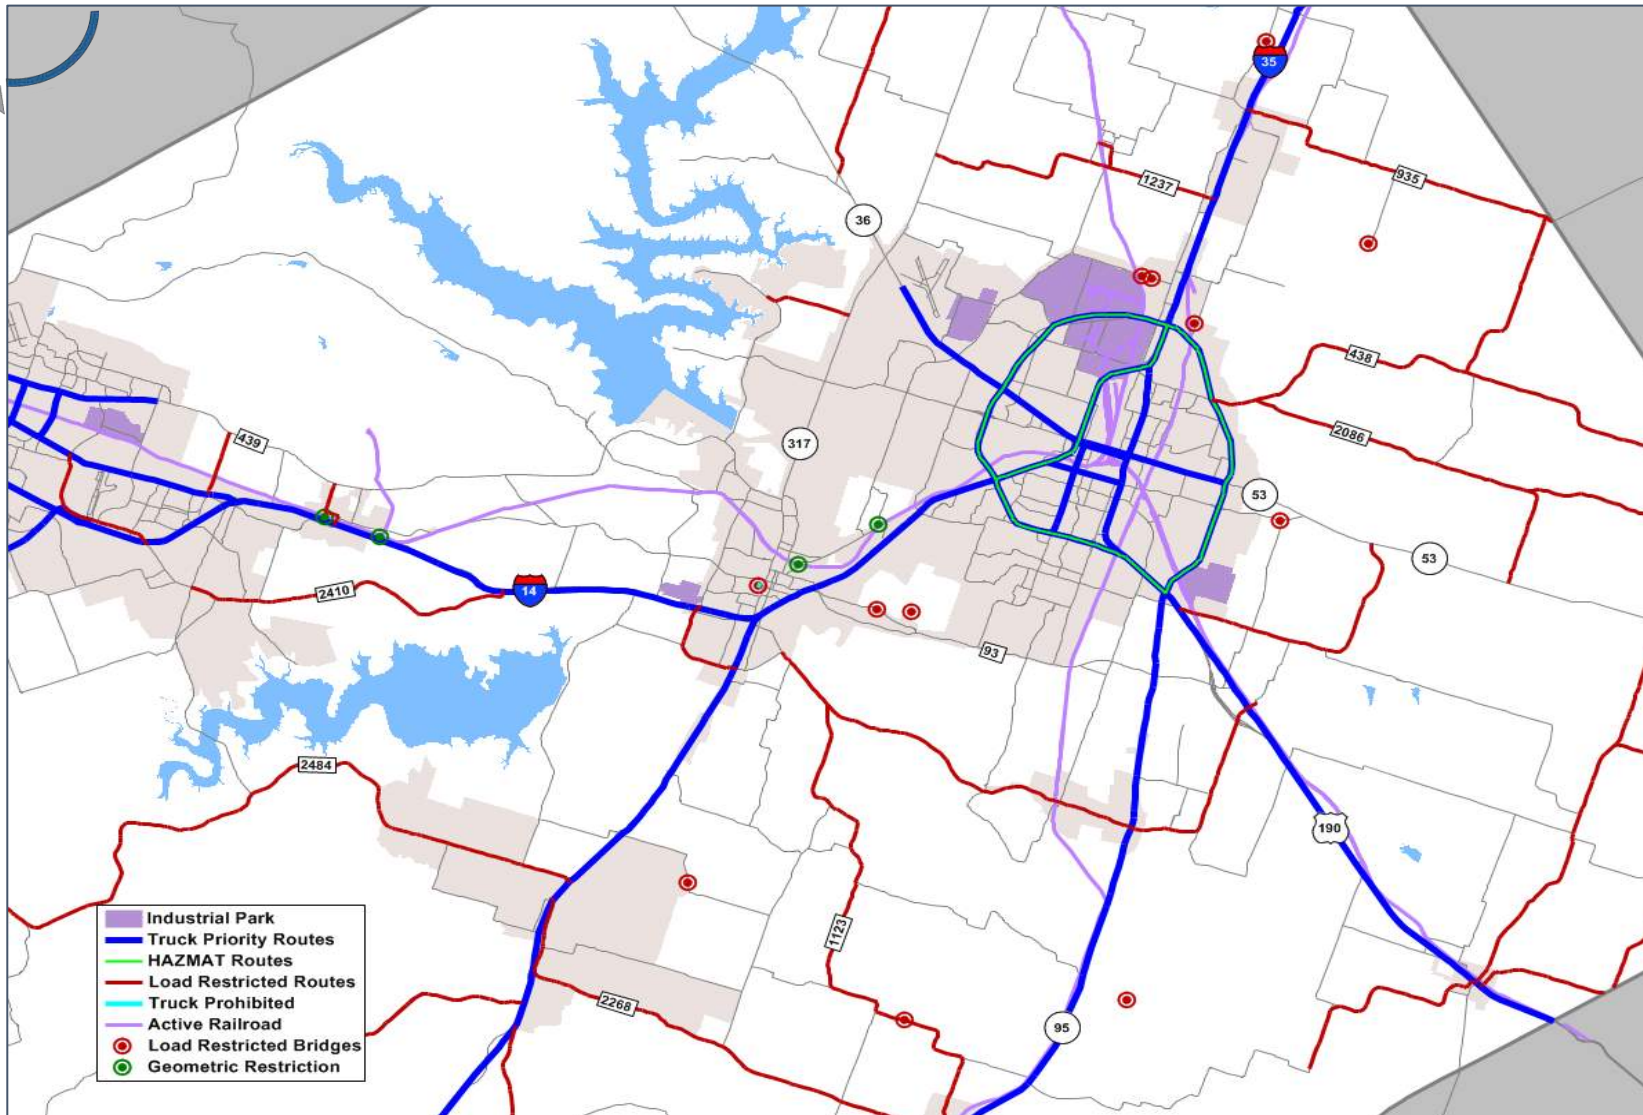 35
1237
935
36
438
2086
439
317
53
53
2410
14
93
2484
190
1123
2268
95
Industrial Park
Truck Priority Routes
HAZMAT Routes
Load Restricted Routes
Truck Prohibited
Active Railroad
Load Restricted Bridges
Geometric Restriction